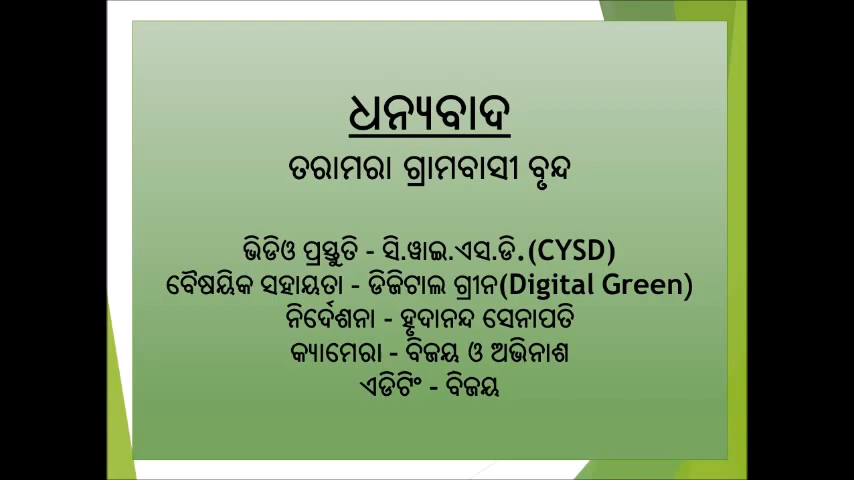 ଧନ୍ୟବାଦ
ତରାମରା ଗ୍ରାମବାସୀ ବୃନ୍ଦ
ଭିଡିଓ ପ୍ରସ୍ତୁତି - ସି.ୱାଇ.ଏସ.ଡି.(CYSD)
ବୈଷୟିକ ସହାୟତା - ଡିଜିଟାଲ ଗ୍ରୀନ(Digital Green)
ନିର୍ଦେଶନା - ହୃଦାନନ୍ଦ ସେନାପତି
କ୍ୟାମେରା - ବିଜୟ ଓ ଅଭିନାଶ
ଏଡିଟିଂ - ବିଜୟ